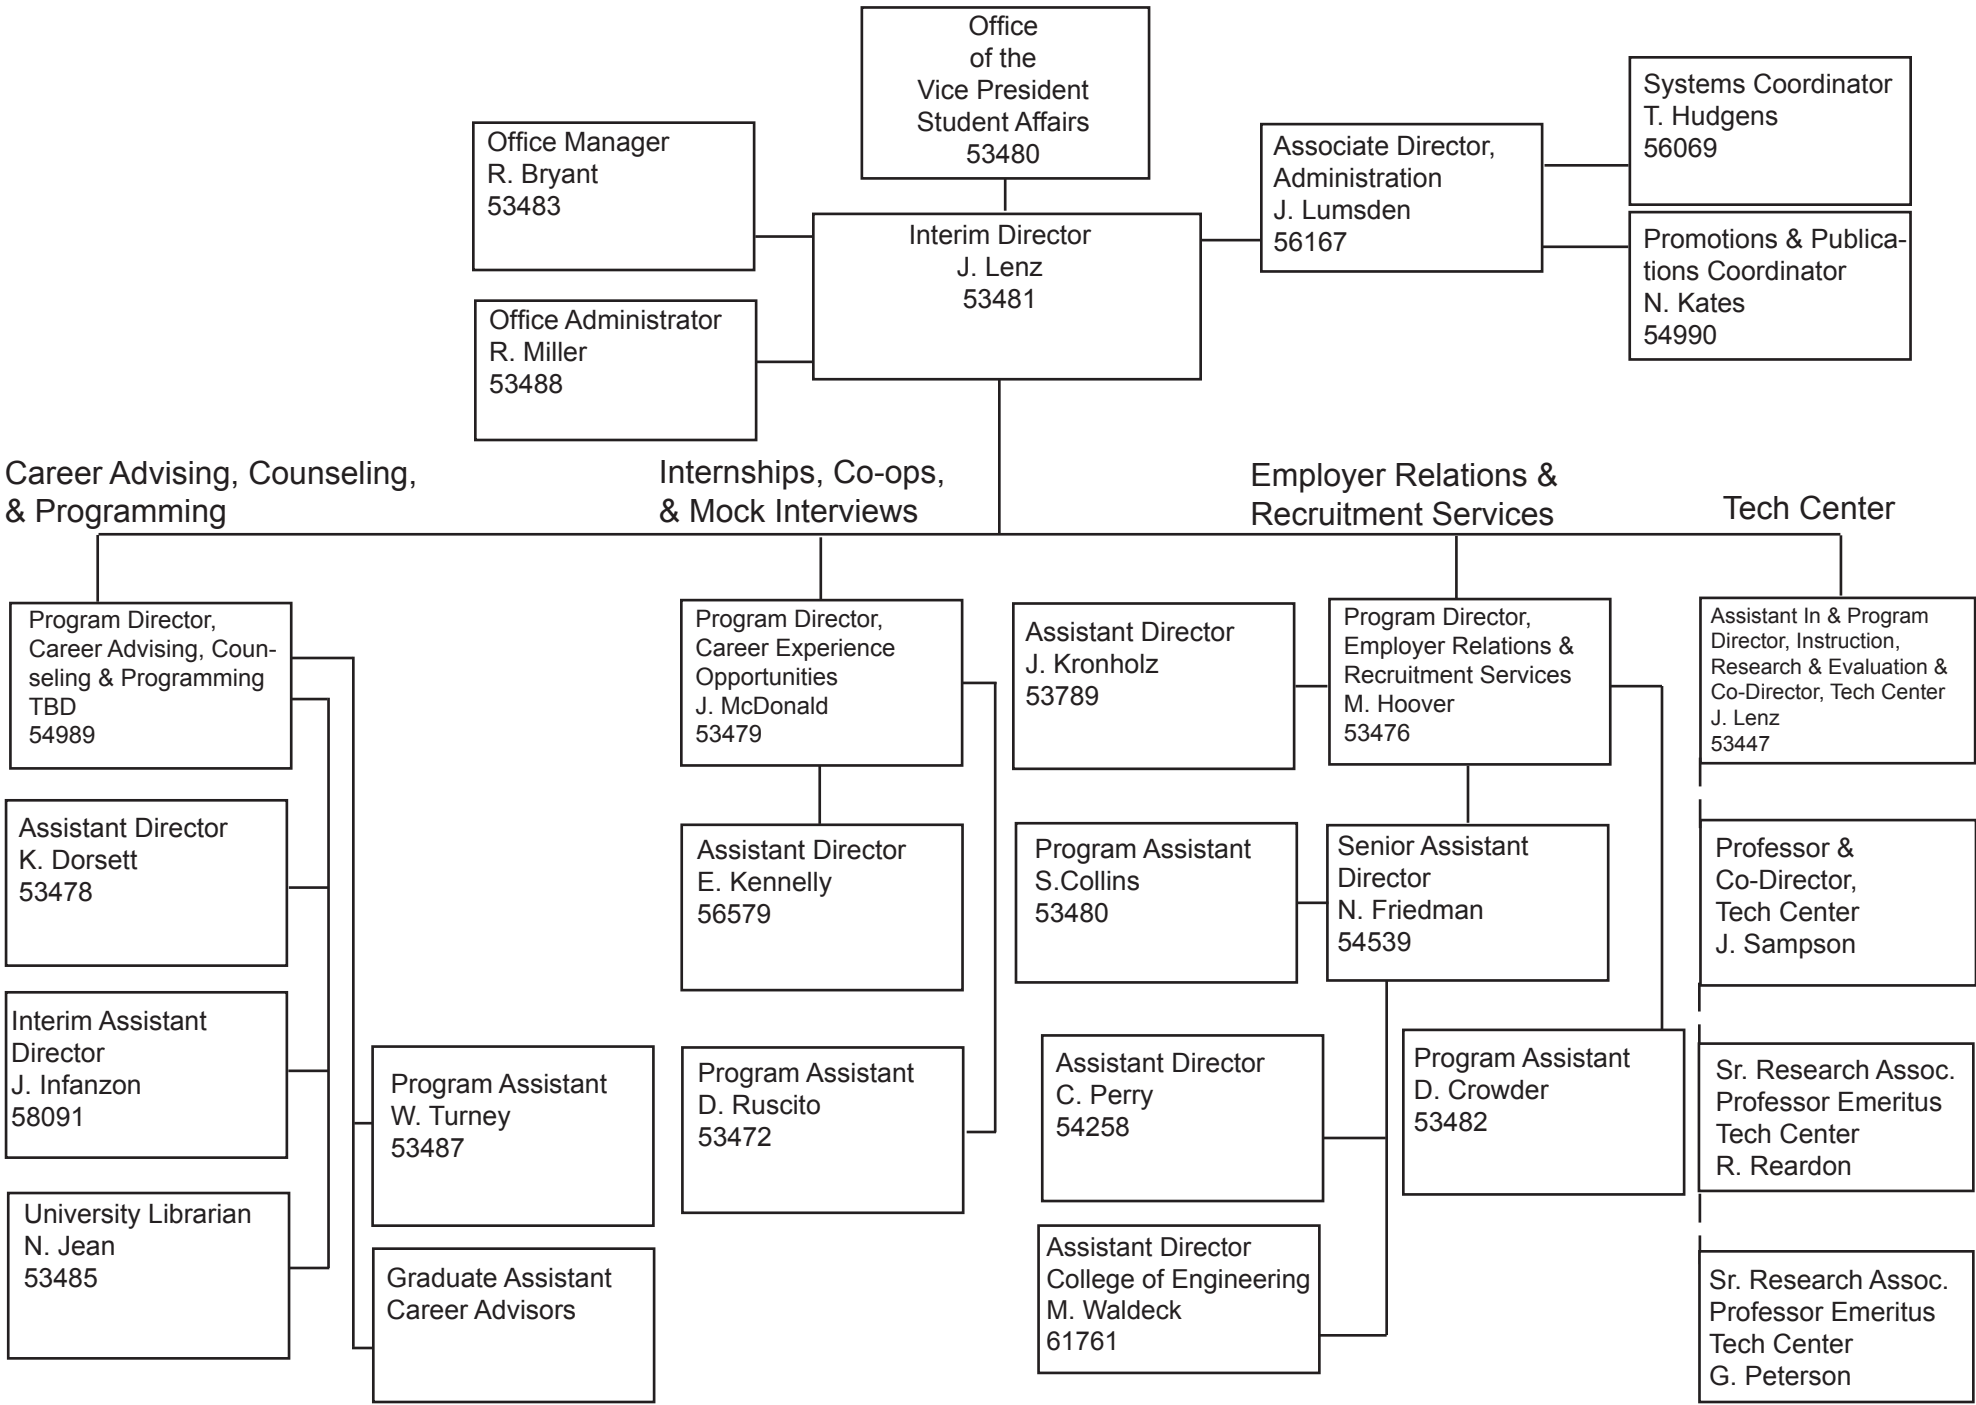 Office
of the
Vice President
Student Affairs
53480
Office Manager
R. Bryant
53483
Interim Director
J. Lenz
53481
Office Administrator
R. Miller
53488
Associate Director,
Administration
J. Lumsden
56167
Systems Coordinator
T. Hudgens
56069
Promotions & Publica-
tions Coordinator
N. Kates
54990
Career Advising, Counseling,
& Programming
Internships, Co-ops,
& Mock Interviews
Employer Relations &
Recruitment Services
Tech Center
Program Director,
Career Advising, Coun-
seling & Programming
TBD
54989
Assistant Director
K. Dorsett
53478
Interim Assistant
Director
J. Infanzon
58091
University Librarian
N. Jean
53485
Program Assistant
W. Turney
53487
Graduate Assistant
Career Advisors
Program Director,
Career Experience
Opportunities
J. McDonald
53479
Assistant Director
E. Kennelly
56579
Program Assistant
D. Ruscito
53472
Assistant Director
J. Kronholz
53789
Program Director,
Employer Relations &
Recruitment Services
M. Hoover
53476
Program Assistant
S.Collins
53480
Senior Assistant
Director
N. Friedman
54539
Assistant Director
C. Perry
54258
Program Assistant
D. Crowder
53482
Assistant Director
College of Engineering
M. Waldeck
61761
Assistant In & Program
Director, Instruction,
Research & Evaluation &
Co-Director, Tech Center
J. Lenz
53447
Professor &
Co-Director,
Tech Center
J. Sampson
Sr. Research Assoc.
Professor Emeritus
Tech Center
R. Reardon
Sr. Research Assoc.
Professor Emeritus
Tech Center
G. Peterson